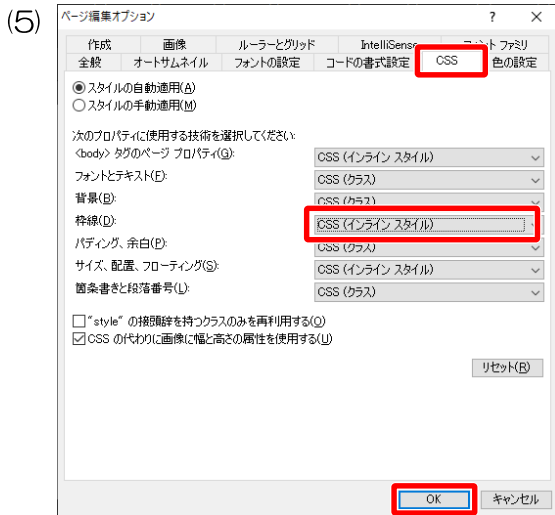 (5)
ページ編集オプション ? ×
作成 画像 ルーラーとグリッド IntelliSense フォント ファミリ
全般 オートサムネイル フォントの設定 コードの書式設定 CSS 色の設定
スタイルの自動適用(A)
スタイルの手動適用(M)
次のプロパティに使用する技術を選択してください:
<body> タグのページ プロパティ(G): CSS (インライン スタイル)
フォントとテキスト(F): CSS (クラス)
背景(B): CSS (クラス)
枠線(D): CSS (インライン スタイル)
パディング、余白(P): CSS (クラス)
サイズ、配置、フローティング(S): CSS (インライン スタイル)
箇条書きと段落番号(L): CSS (クラス)
"style" の接頭辞を持つクラスのみを再利用する(O)
CSS の代わりに画像に幅と高さの属性を使用する(U)
リセット(R)
OK キャンセル